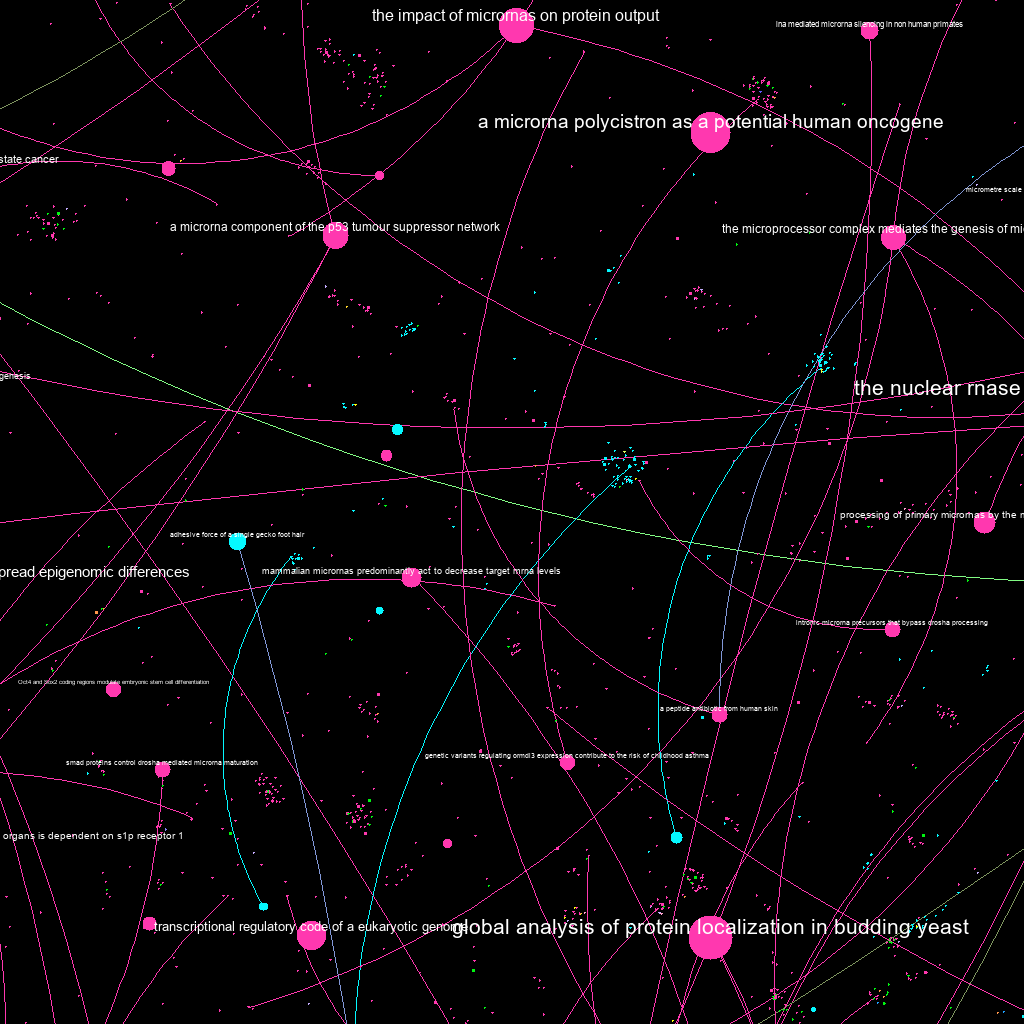 the impact of micrornas on protein output
ina mediated microrna silencing in non human primates
a microrna polycistron as a potential human oncogene
state cancer
micrometre scale
a microrna component of the p53 tumour suppressor network
the microprocessor complex mediates the genesis of mi
genesis
the nuclear rnase
processing of primary micrornas by the n
adhesive force of a single gecko foot hair
pread epigenomic differences
mammalian micrornas predominantly act to decrease target mrna levels
intronic microrna precursors that bypass drosha processing
Oct4 and Sox2 coding regions modulate embryonic stem cell differentiation
a peptide antibiotic from human skin
genetic variants regulating ormdl3 expression contribute to the risk of childhood asthma
smad proteins control drosha mediated microrna maturation
organs is dependent on s1p receptor 1
transcriptional regulatory code of a eukaryotic genome
global analysis of protein localization in budding yeast